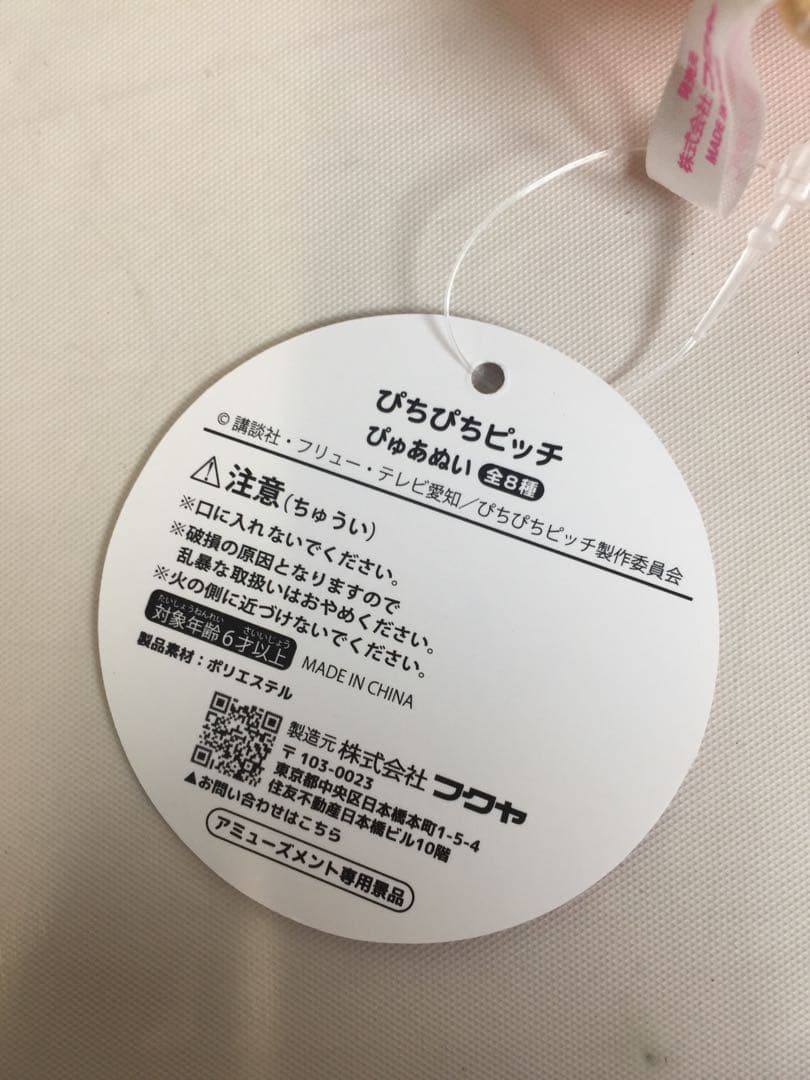 株式会社フクヤ
MADE IN
ぴちぴちピッチ
ぴゅあぬい 全8種
© 講談社・フリュー・テレビ愛知／ぴちぴちピッチ製作委員会
⚠注意(ちゅうい)
※口に入れないでください。
※破損の原因となりますので
乱暴な取扱いはおやめください。
※火の側に近づけないでください。
たいしょうねんれい さいいじょう
対象年齢6才以上 MADE IN CHINA
製品素材：ポリエステル
製造元 株式会社 フクヤ
〒103-0023
東京都中央区日本橋本町1-5-4
住友不動産日本橋ビル10階
▲お問い合わせはこちら
アミューズメント専用景品